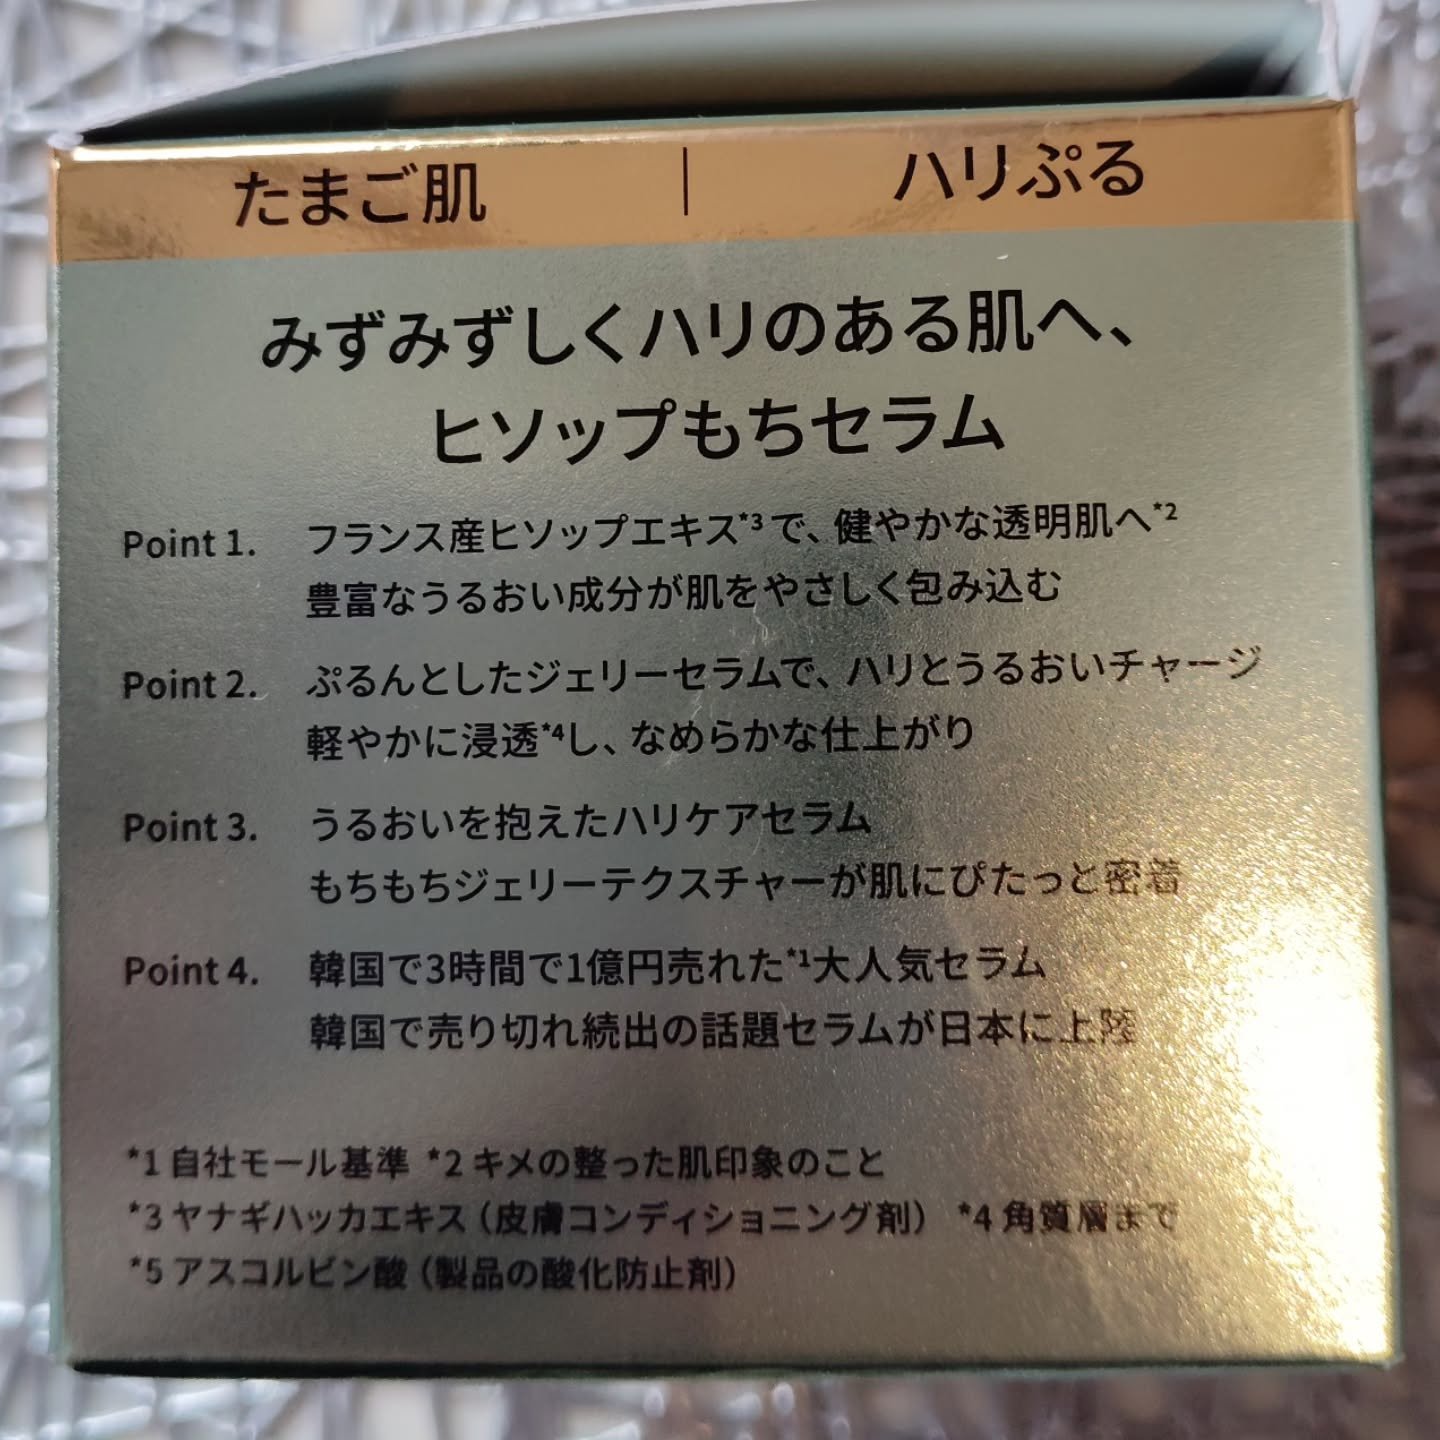 たまご肌 | ハリぷる
みずみずしくハリのある肌へ、
ヒソップもちセラム
Point 1. フランス産ヒソップエキス*3で、健やかな透明肌へ*2
豊富なうるおい成分が肌をやさしく包み込む
Point 2. ぷるんとしたジェリーセラムで、ハリとうるおいチャージ
軽やかに浸透*4し、なめらかな仕上がり
Point 3. うるおいを抱えたハリケアセラム
もちもちジェリーテクスチャーが肌にぴたっと密着
Point 4. 韓国で3時間で1億円売れた*1大人気セラム
韓国で売り切れ続出の話題セラムが日本に上陸
*1 自社モール基準 *2 キメの整った肌印象のこと
*3 ヤナギハッカエキス（皮膚コンディショニング剤） *4 角質層まで
*5 アスコルビン酸（製品の酸化防止剤）